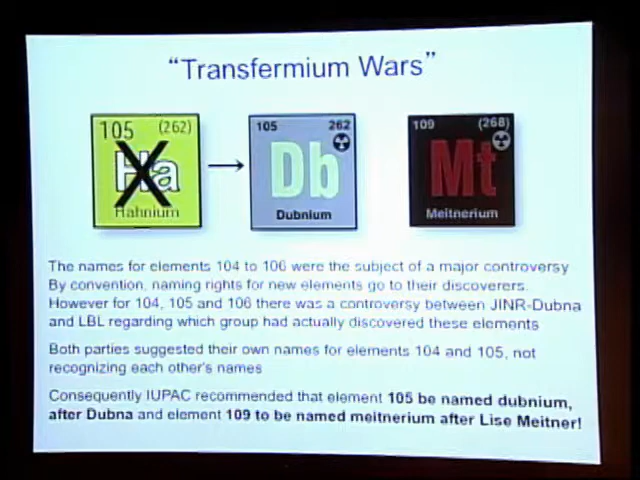 “Transfermium Wars”
105 (262)
Ha
Hahnium
105 262
Db
Dubnium
109 (268)
Mt
Meitnerium
The names for elements 104 to 106 were the subject of a major controversy
By convention, naming rights for new elements go to their discoverers.
However for 104, 105 and 106 there was a controversy between JINR-Dubna
and LBL regarding which group had actually discovered these elements
Both parties suggested their own names for elements 104 and 105, not
recognizing each other's names
Consequently IUPAC recommended that element 105 be named dubnium,
after Dubna and element 109 to be named meitnerium after Lise Meitner!